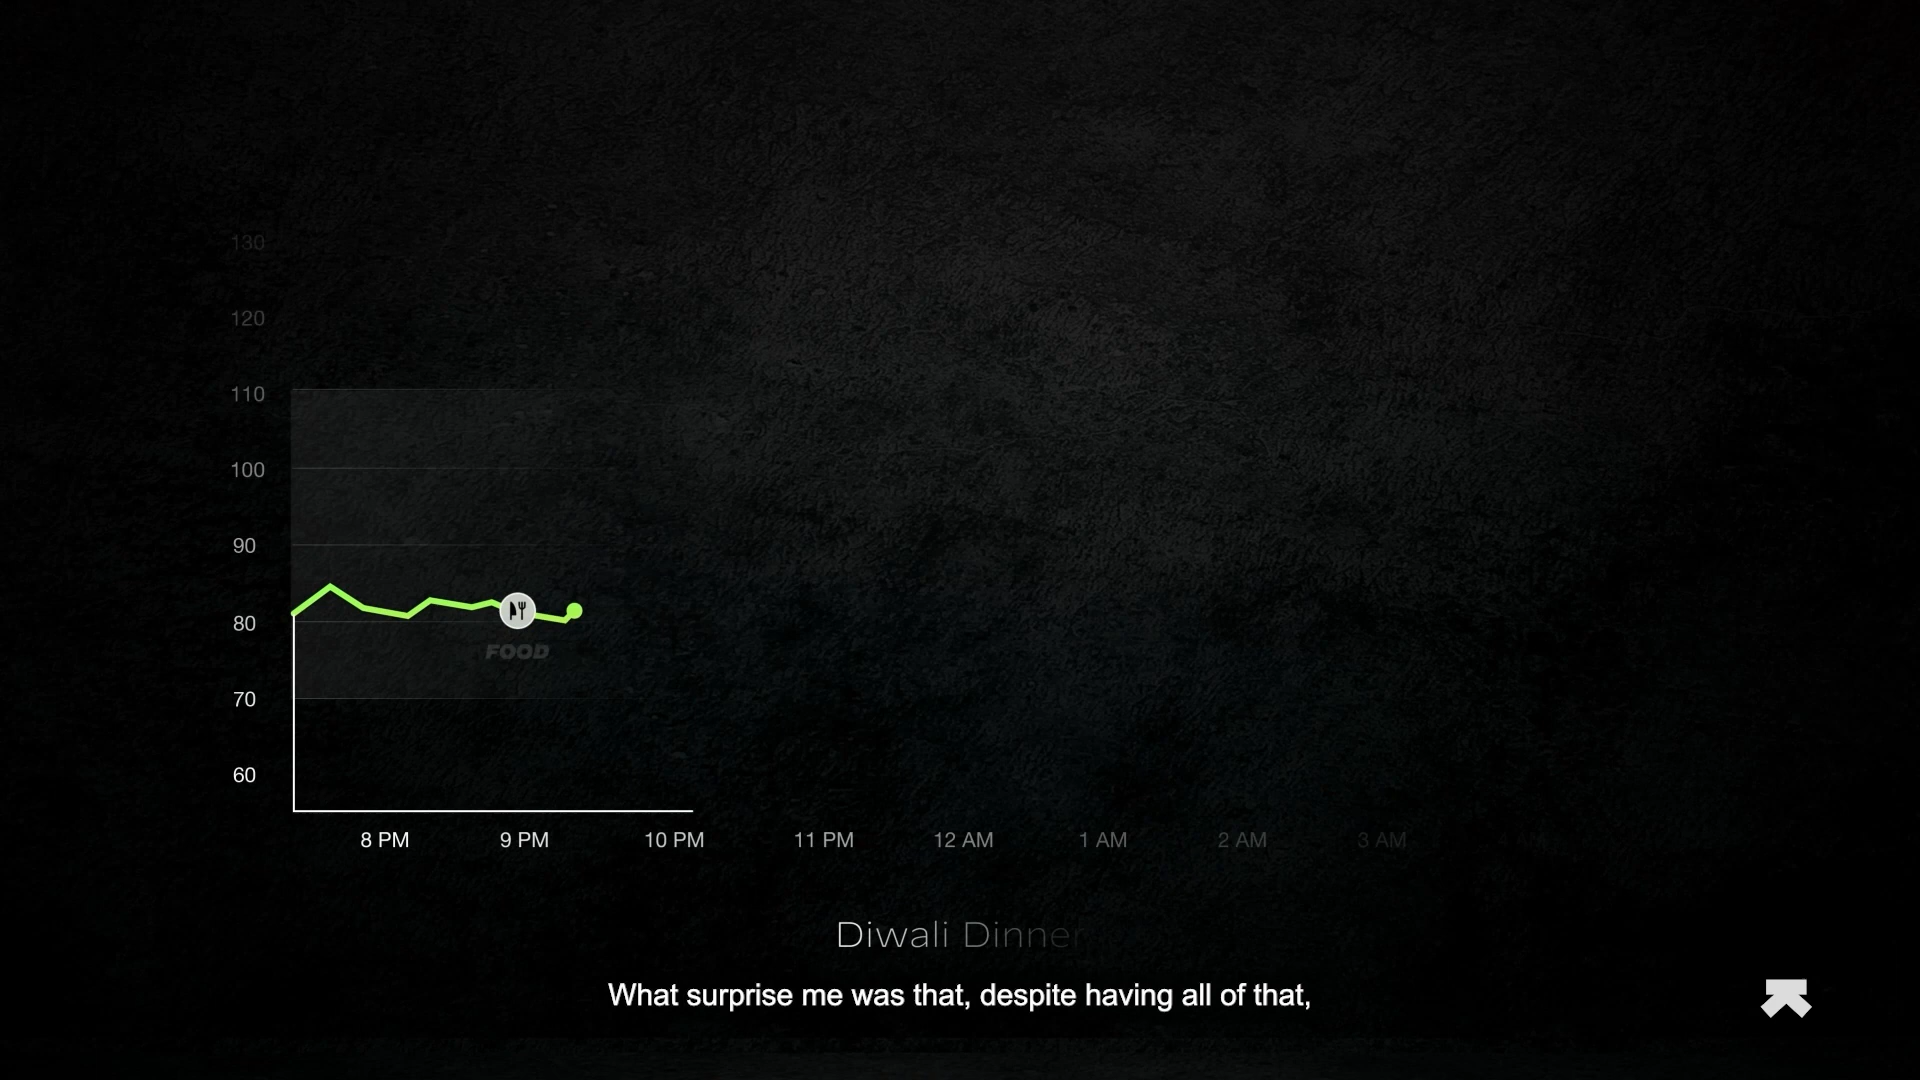 130
120
110
100
90
80
FOOD
70
60
8 PM 9 PM 10 PM 11 PM 12 AM 1 AM 2 AM 3 AM
Diwali Dinner
What surprise me was that, despite having all of that,